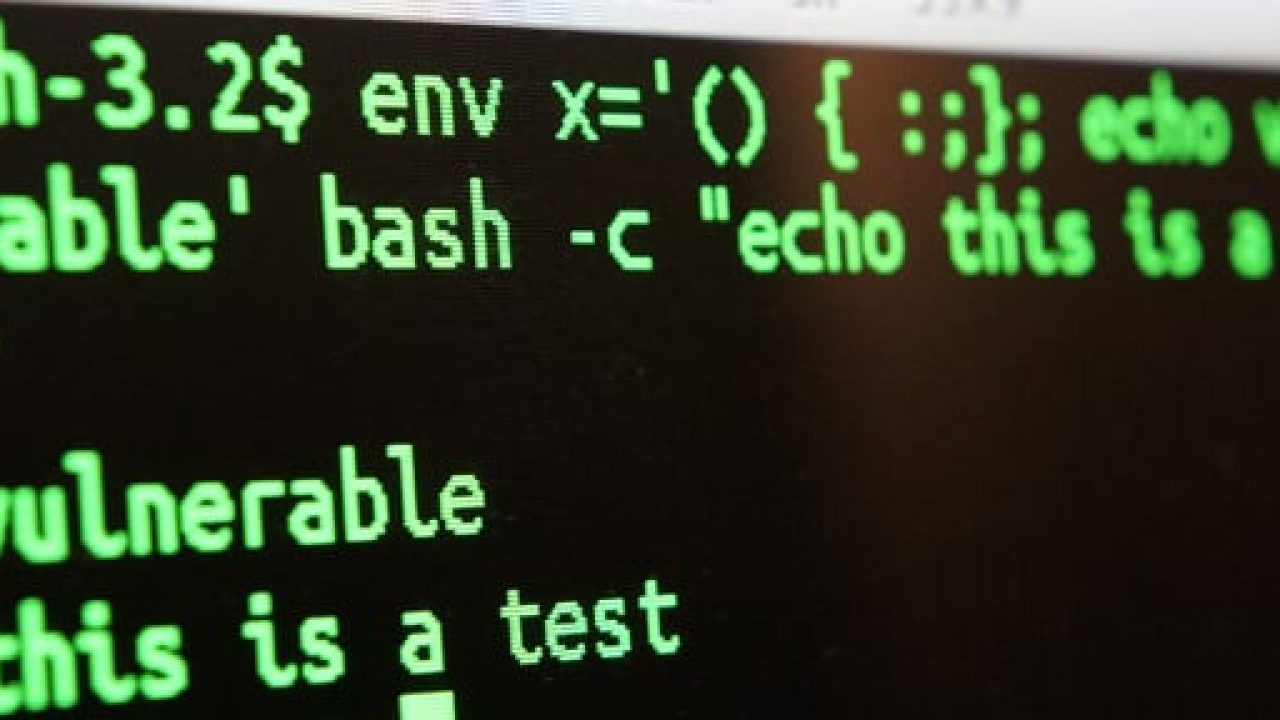 h-3.2$ env x='() { :;}; echo v
able' bash -c "echo this is a
vulnerable
this is a test